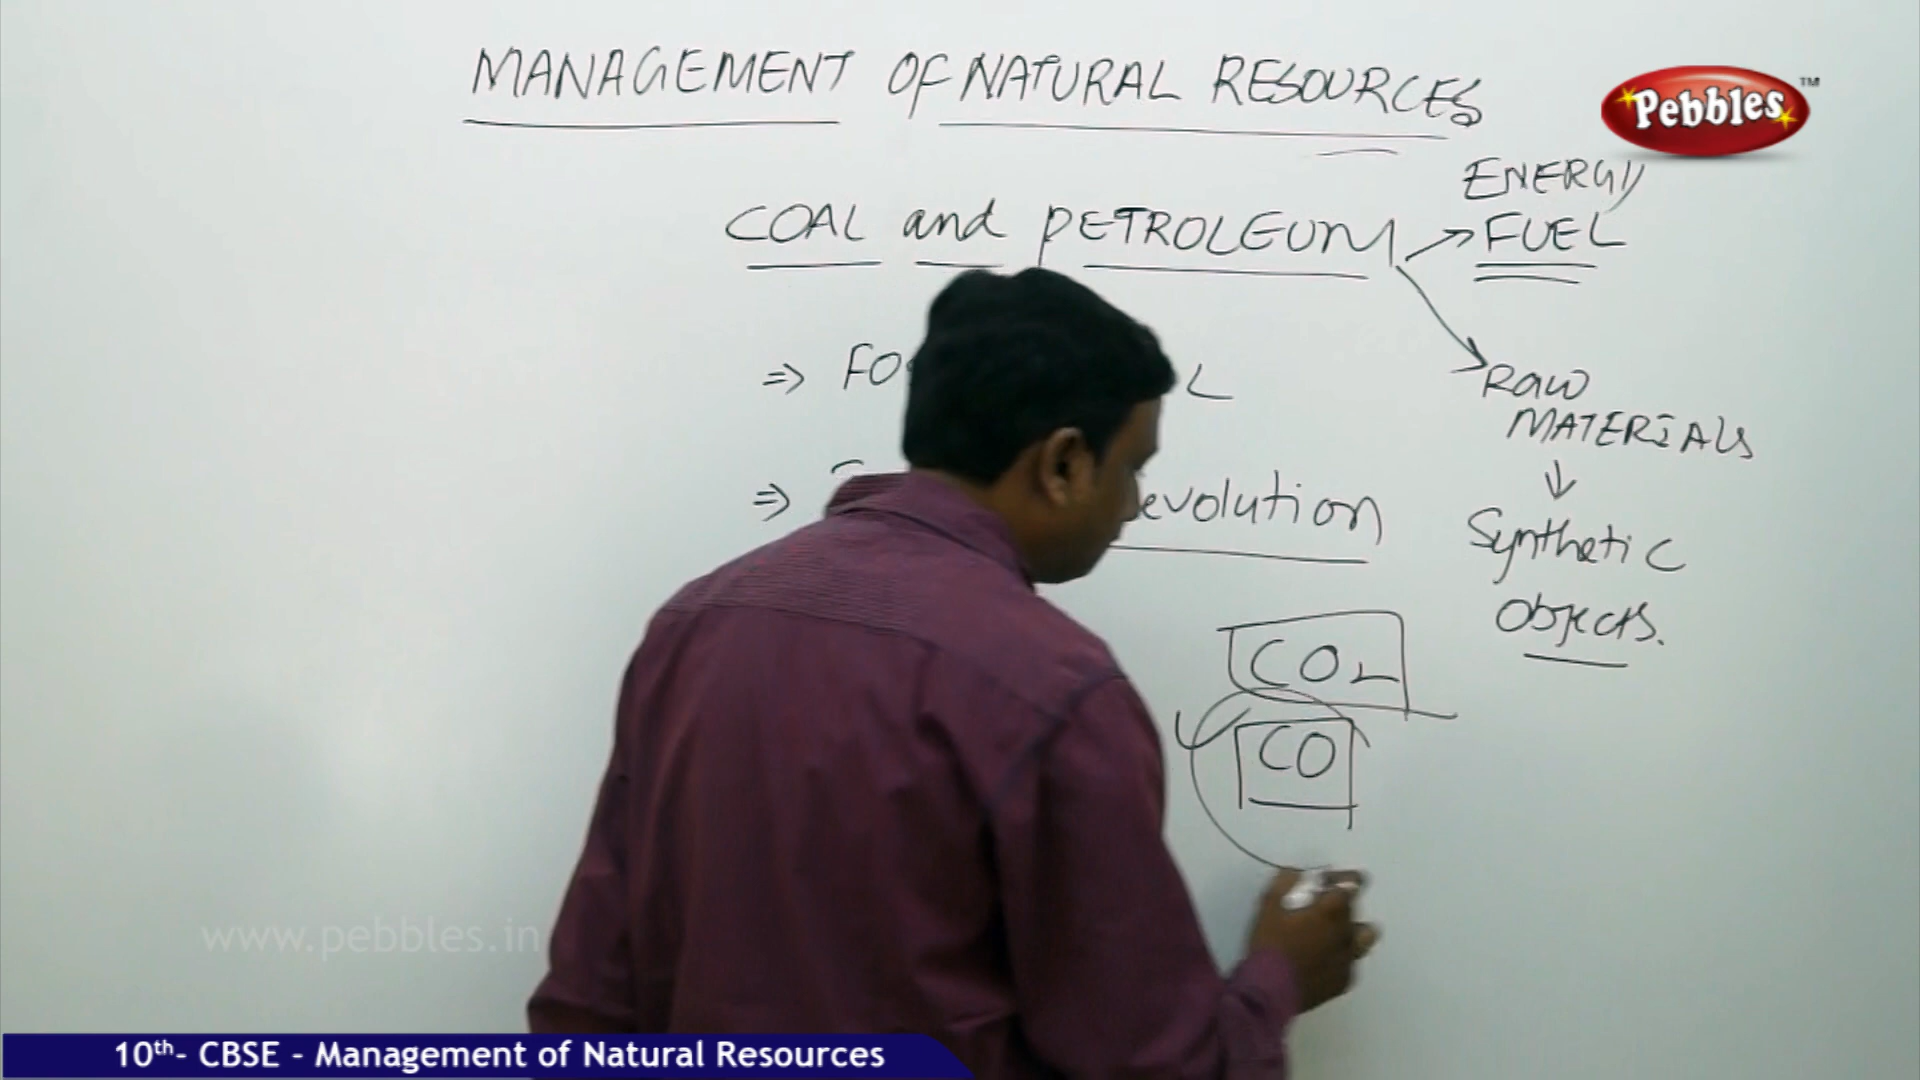 MANAGEMENT OF NATURAL RESOURCES
Pebbles TM
ENERGY
COAL and PETROLEUM → FUEL
⇒ FO L
RAW
MATERIALS
↓
⇒ evolution
Synthetic
Objects.
CO2
CO
www.pebbles.in
10th- CBSE - Management of Natural Resources